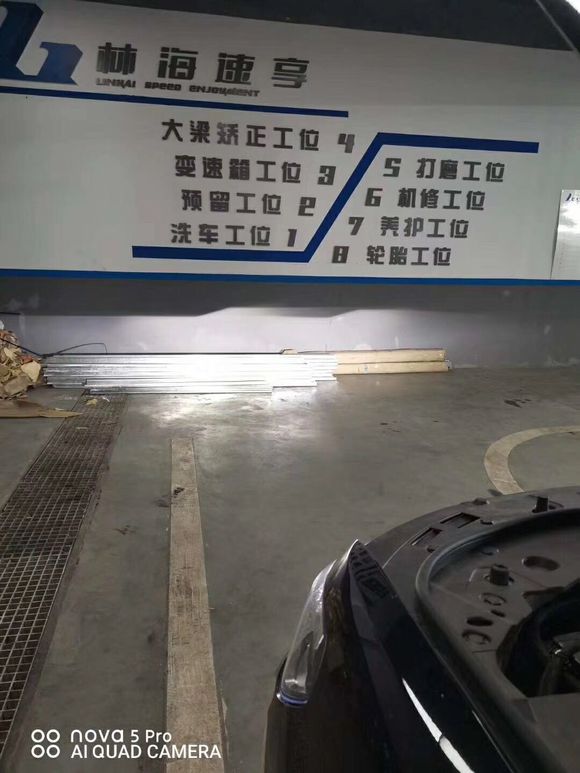 林海速享
LINHAI SPEED ENJOYMENT
大梁矫正工位 4
变速箱工位 3
预留工位 2
洗车工位 1
5 打磨工位
6 机修工位
7 养护工位
8 轮胎工位
nova 5 Pro
AI QUAD CAMERA